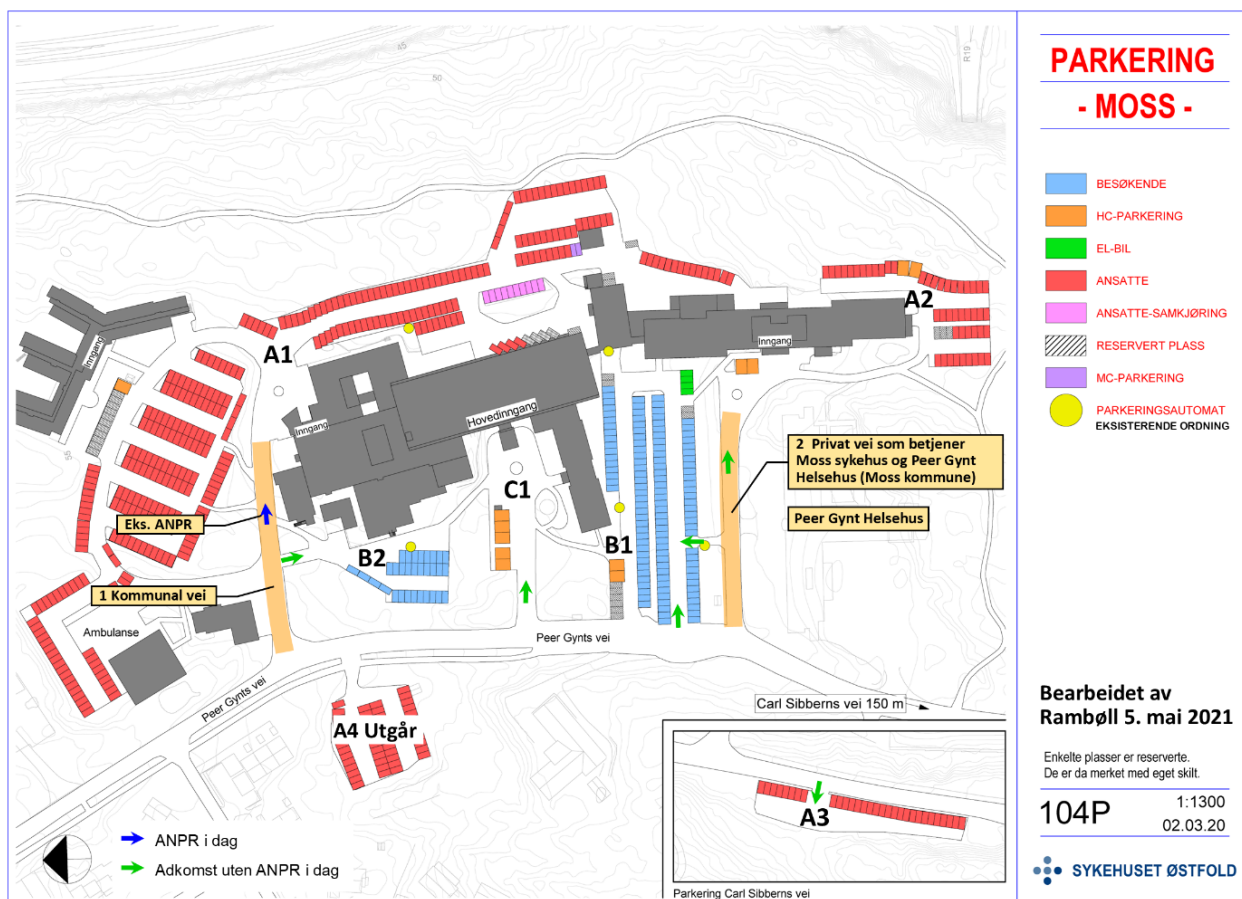 PARKERING
- MOSS -
BESØKENDE
HC-PARKERING
EL-BIL
ANSATTE
ANSATTE-SAMKJØRING
RESERVERT PLASS
MC-PARKERING
PARKERINGSAUTOMAT
EKSISTERENDE ORDNING
45
50
R19
A2
Inngang
A1
Inngang
Hovedinngang
Inngang
55
2 Privat vei som betjener
Moss sykehus og Peer Gynt
Helsehus (Moss kommune)
C1
Peer Gynt Helsehus
Eks. ANPR
B2
B1
1 Kommunal vei
Ambulanse
Peer Gynts vei
Peer Gynts vei
Carl Sibberns vei 150 m
A4 Utgår
A3
Parkering Carl Sibberns vei
ANPR i dag
Adkomst uten ANPR i dag
Bearbeidet av
Rambøll 5. mai 2021
Enkelte plasser er reserverte.
De er da merket med eget skilt.
104P
1:1300
02.03.20
SYKEHUSET ØSTFOLD